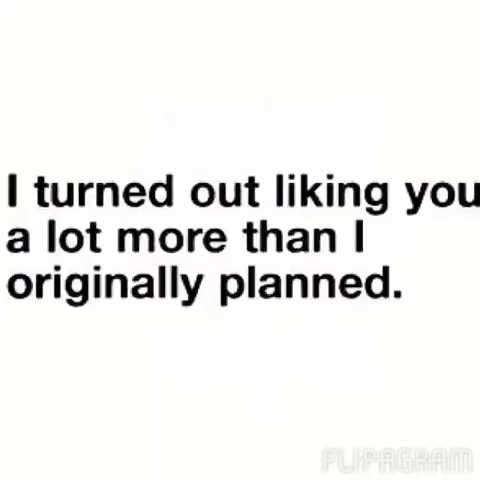 I turned out liking you
a lot more than I
originally planned.
FLIPAGRAM